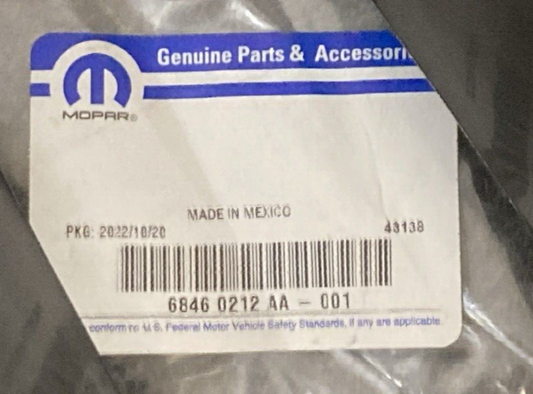 Genuine Parts & Accessori
MOPAR®
MADE IN MEXICO
PKG: 2022/10/20 43138
6846 0212 AA - 001
conform to U.S. Federal Motor Vehicle Safety Standards, if any are applicable.